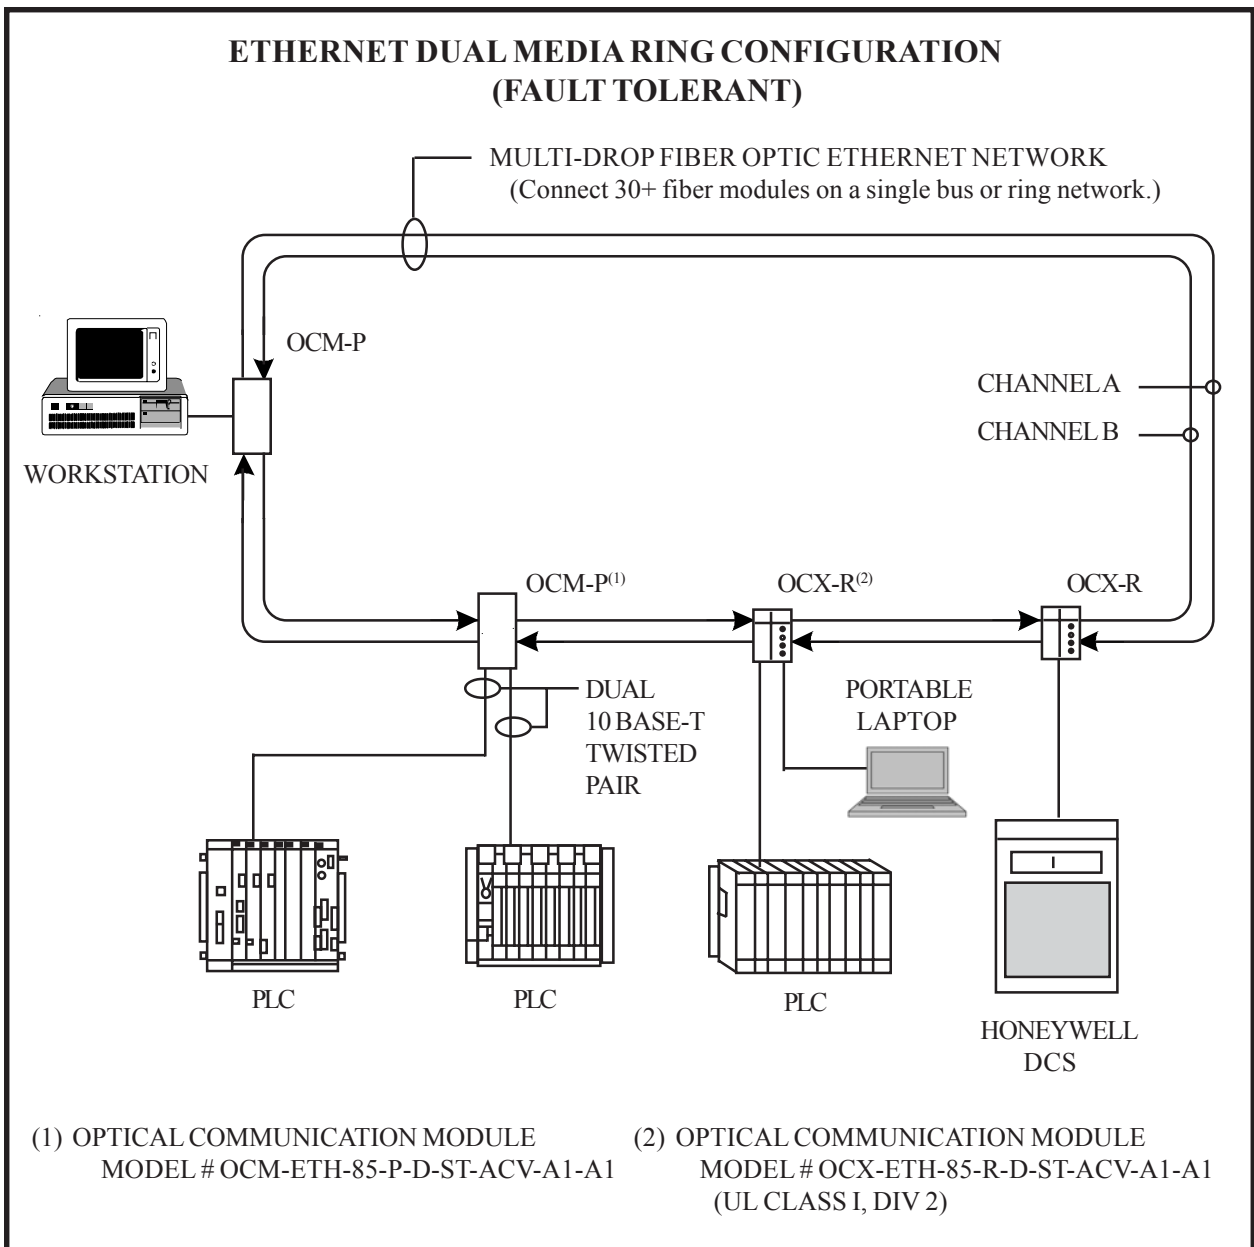 ETHERNET DUAL MEDIA RING CONFIGURATION
(FAULT TOLERANT)
MULTI-DROP FIBER OPTIC ETHERNET NETWORK
(Connect 30+ fiber modules on a single bus or ring network.)
OCM-P
CHANNEL A
CHANNEL B
WORKSTATION
OCM-P(1)
OCX-R(2)
OCX-R
DUAL
10 BASE-T
TWISTED
PAIR
PORTABLE
LAPTOP
PLC
PLC
PLC
HONEYWELL
DCS
(1) OPTICAL COMMUNICATION MODULE
MODEL # OCM-ETH-85-P-D-ST-ACV-A1-A1
(2) OPTICAL COMMUNICATION MODULE
MODEL # OCX-ETH-85-R-D-ST-ACV-A1-A1
(UL CLASS I, DIV 2)